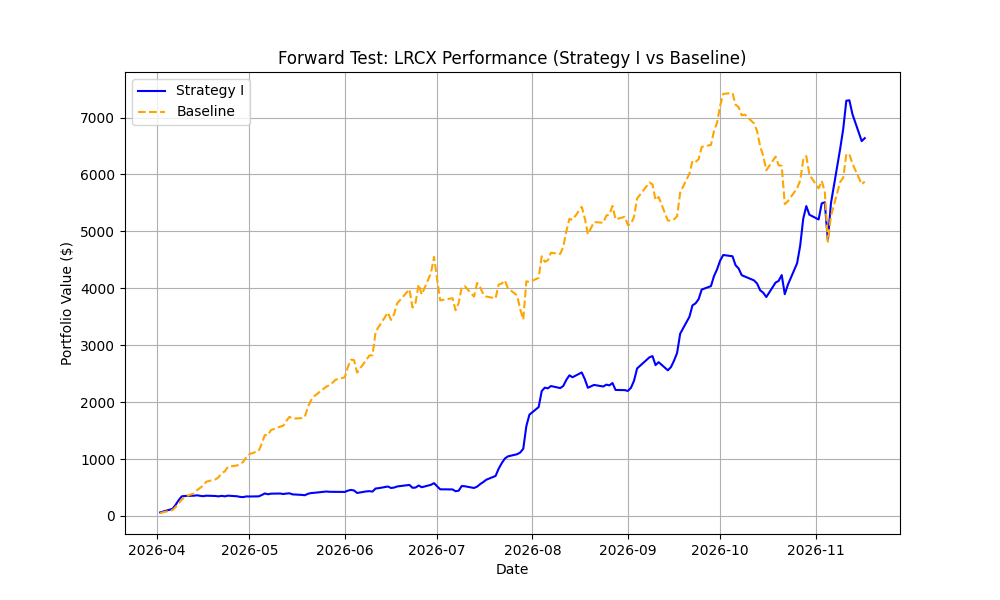 Forward Test: LRCX Performance (Strategy I vs Baseline)
Strategy I
Baseline
Portfolio Value ($)
7000
6000
5000
4000
3000
2000
1000
0
2026-04 2026-05 2026-06 2026-07 2026-08 2026-09 2026-10 2026-11
Date